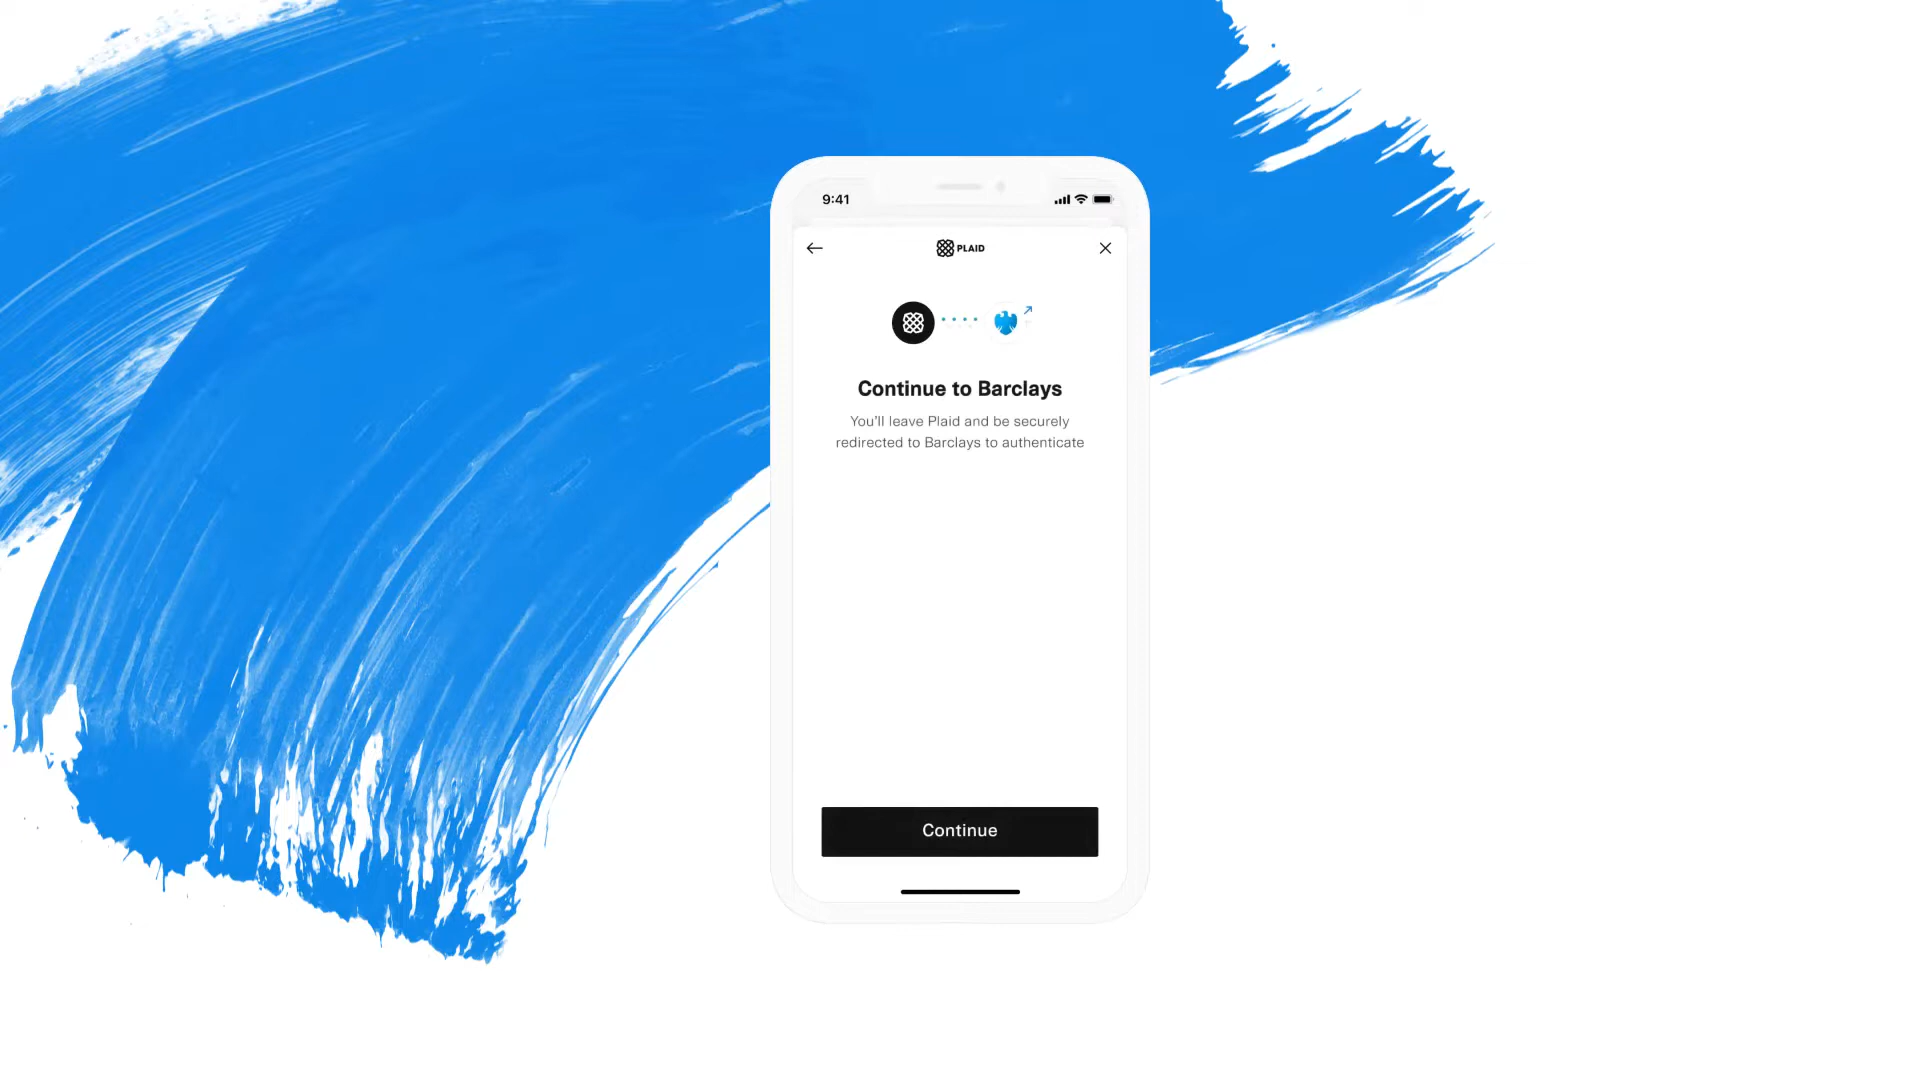 9:41
PLAID
Continue to Barclays
You'll leave Plaid and be securely
redirected to Barclays to authenticate
Continue